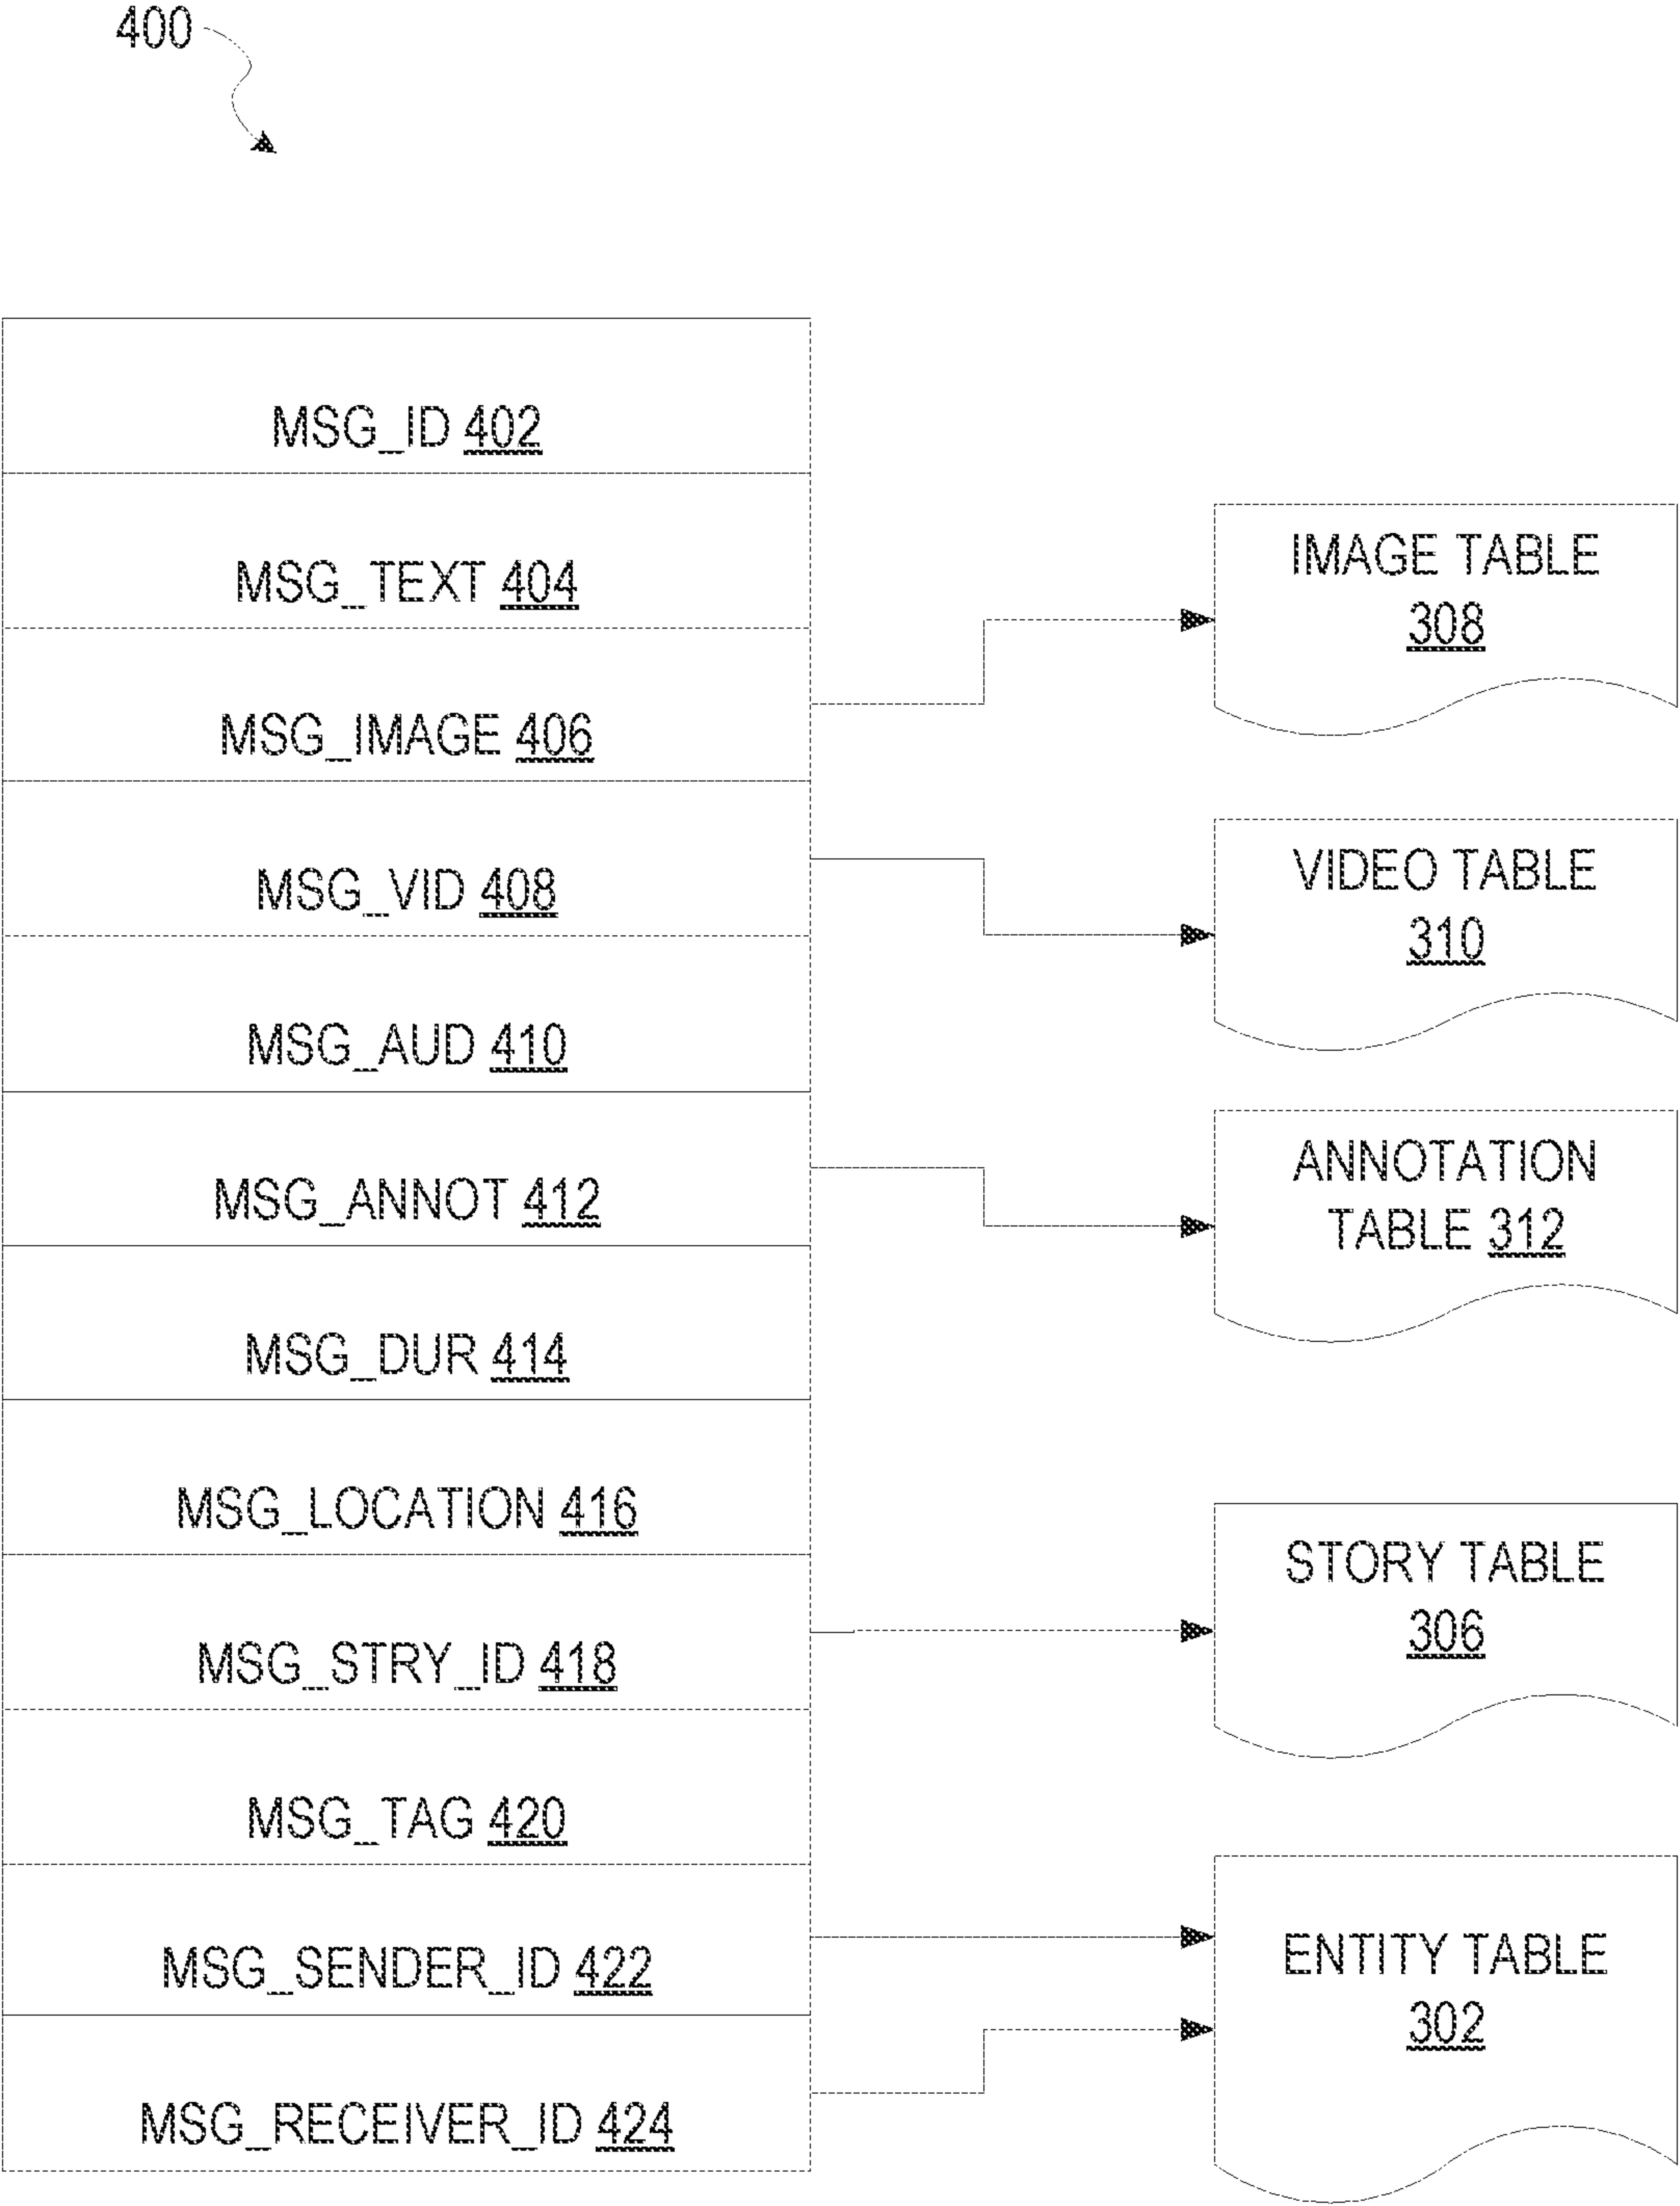 400
MSG_ID 402
MSG_TEXT 404
MSG_IMAGE 406
MSG_VID 408
MSG_AUD 410
MSG_ANNOT 412
MSG_DUR 414
MSG_LOCATION 416
MSG_STRY_ID 418
MSG_TAG 420
MSG_SENDER_ID 422
MSG_RECEIVER_ID 424
IMAGE TABLE
308
VIDEO TABLE
310
ANNOTATION
TABLE 312
STORY TABLE
306
ENTITY TABLE
302